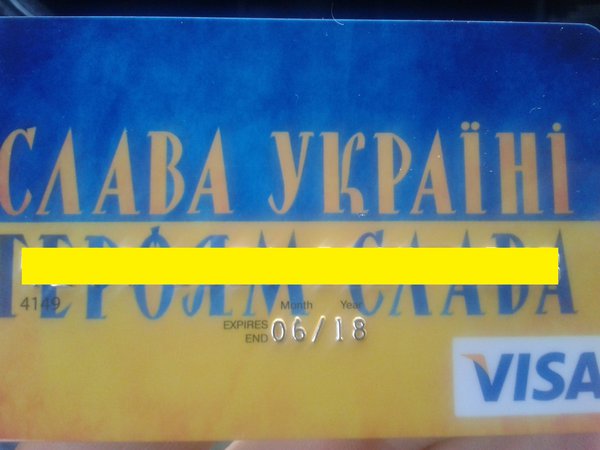 СЛАВА УКРАЇНІ
ГЕРОЯМ СЛАВА
4149
Month Year
EXPIRES END 06/18
VISA